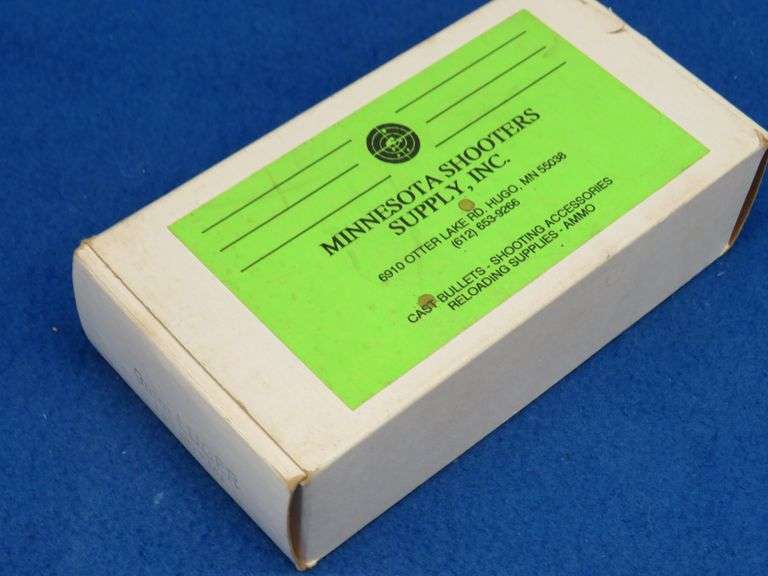 MINNESOTA SHOOTERS
SUPPLY, INC.
6910 OTTER LAKE RD. HUGO, MN 55038
(612) 653-9266
CAST BULLETS - SHOOTING ACCESSORIES
RELOADING SUPPLIES - AMMO
LUGER